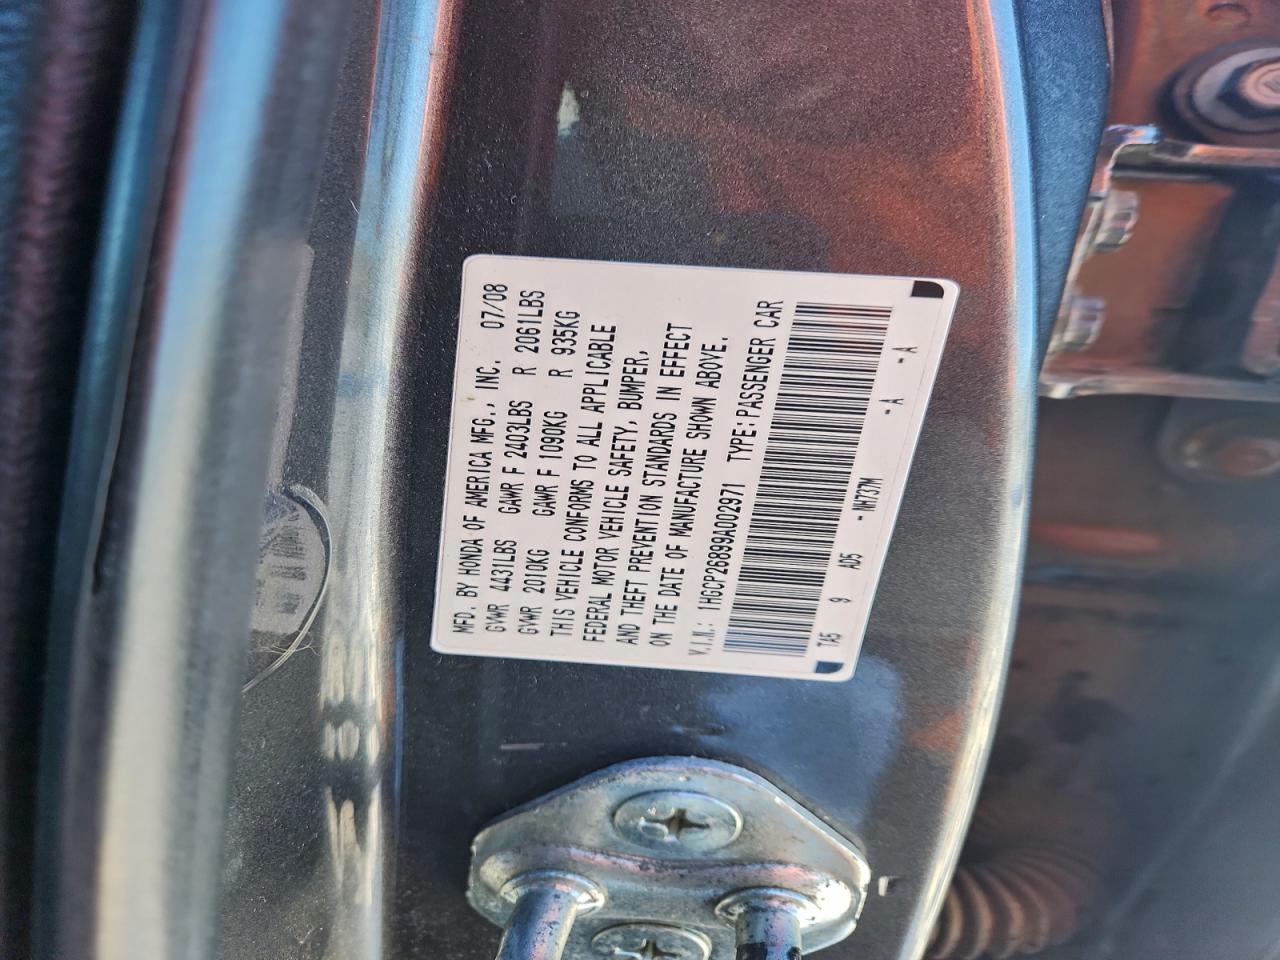 MFD. BY HONDA OF AMERICA MFG., INC. 07/08
GVWR 4431LBS GAWR F 2403LBS R 2061LBS
GVWR 2010KG GAWR F 1090KG R 935KG
THIS VEHICLE CONFORMS TO ALL APPLICABLE
FEDERAL MOTOR VEHICLE SAFETY, BUMPER,
AND THEFT PREVENTION STANDARDS IN EFFECT
ON THE DATE OF MANUFACTURE SHOWN ABOVE.
V.I.N.: 1HGCP26899A002971 TYPE: PASSENGER CAR
TA5 9 AD5 - NH737M - A - A